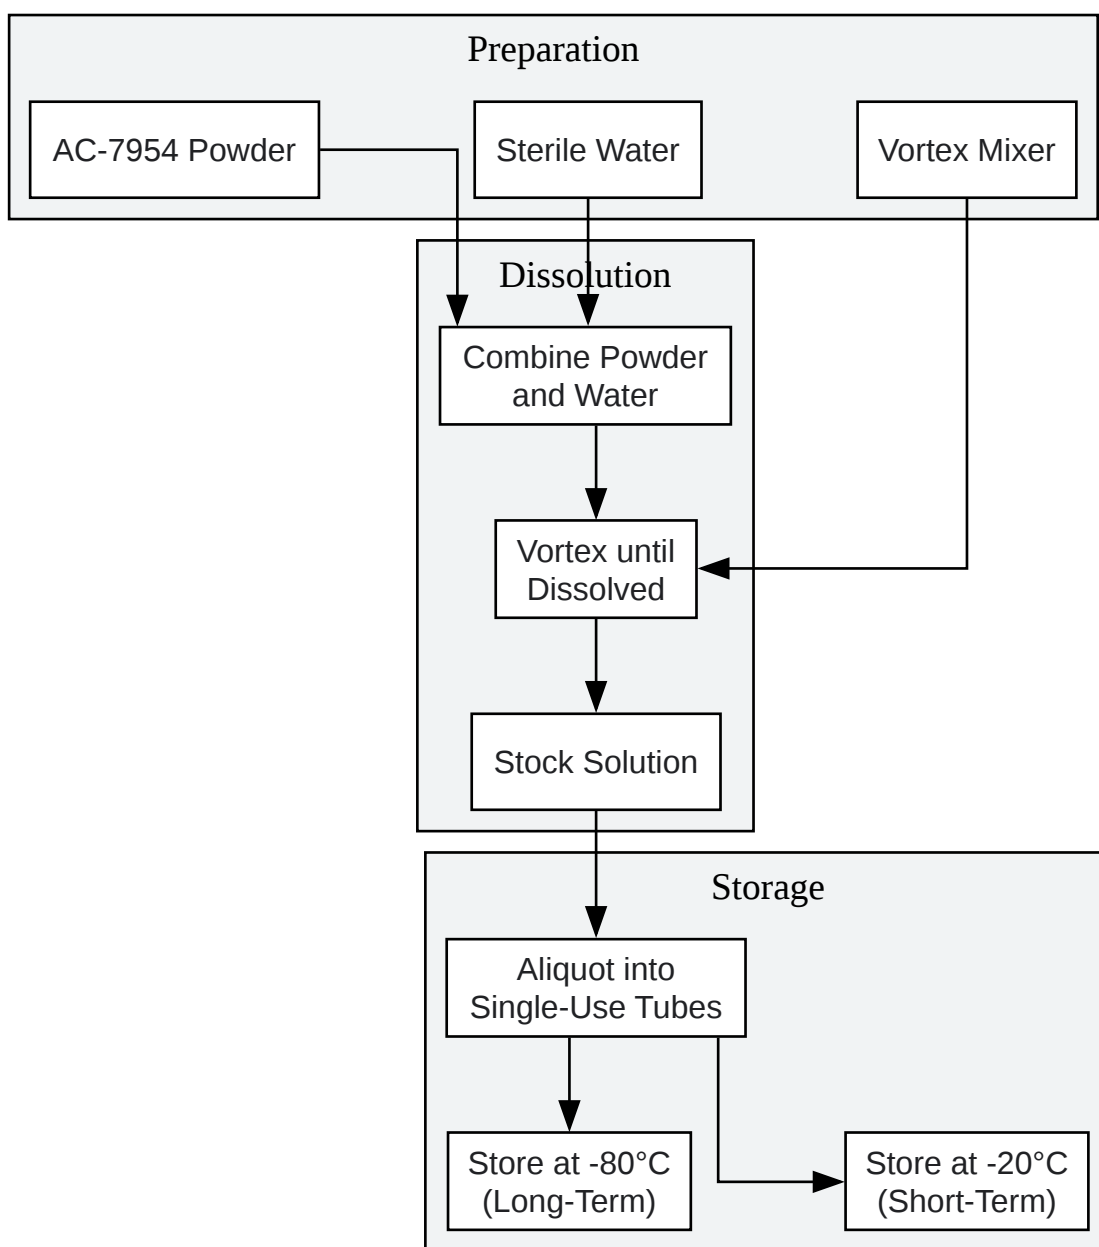 Preparation
AC-7954 Powder
Sterile Water
Vortex Mixer
Dissolution
Combine Powder
and Water
Vortex until
Dissolved
Stock Solution
Storage
Aliquot into
Single-Use Tubes
Store at -80°C
(Long-Term)
Store at -20°C
(Short-Term)